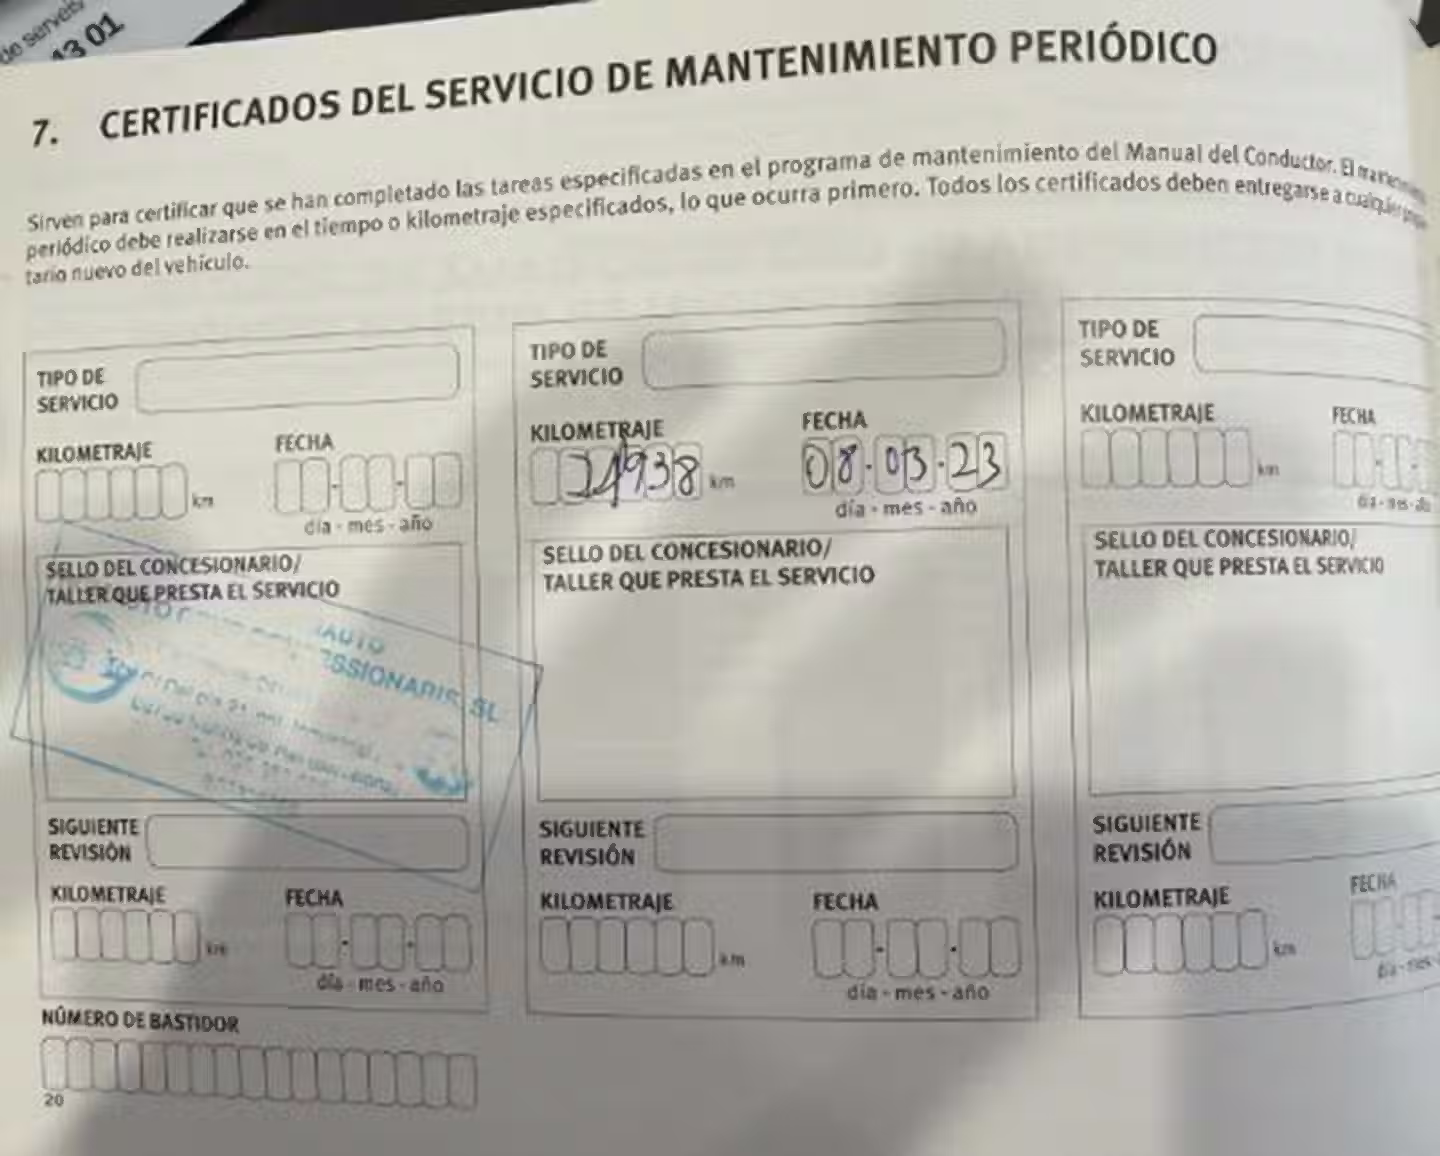 de serveis
13 01
7. CERTIFICADOS DEL SERVICIO DE MANTENIMIENTO PERIÓDICO
Sirven para certificar que se han completado las tareas especificadas en el programa de mantenimiento del Manual del Conductor. El
periódico debe realizarse en el tiempo o kilometraje especificados, lo que ocurra primero. Todos los certificados deben entregarse a cualquier
tario nuevo del vehículo.
TIPO DE
SERVICIO
KILOMETRAJE
FECHA
km
día - mes - año
SELLO DEL CONCESIONARIO/
TALLER QUE PRESTA EL SERVICIO
SL
SIGUIENTE
REVISIÓN
KILOMETRAJE
FECHA
km
día - mes - año
NÚMERO DE BASTIDOR
20
TIPO DE
SERVICIO
KILOMETRAJE
FECHA
24938 km
08-03-23
día - mes - año
SELLO DEL CONCESIONARIO/
TALLER QUE PRESTA EL SERVICIO
SIGUIENTE
REVISIÓN
KILOMETRAJE
FECHA
km
día - mes - año
TIPO DE
SERVICIO
KILOMETRAJE
FECHA
km
SELLO DEL CONCESIONARIO/
TALLER QUE PRESTA EL SERVICIO
SIGUIENTE
REVISIÓN
KILOMETRAJE
FECHA
km